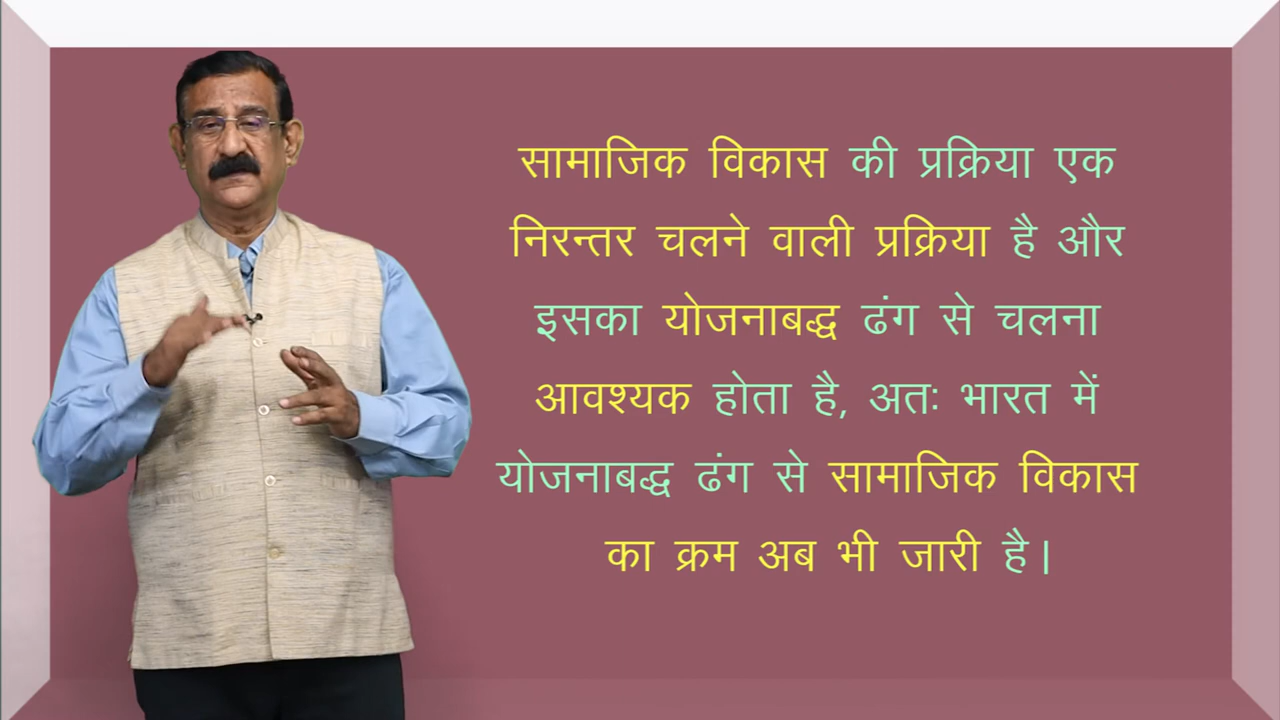 सामाजिक विकास की प्रक्रिया एक
निरन्तर चलने वाली प्रक्रिया है और
इसका योजनाबद्ध ढंग से चलना
आवश्यक होता है, अतः भारत में
योजनाबद्ध ढंग से सामाजिक विकास
का क्रम अब भी जारी है।